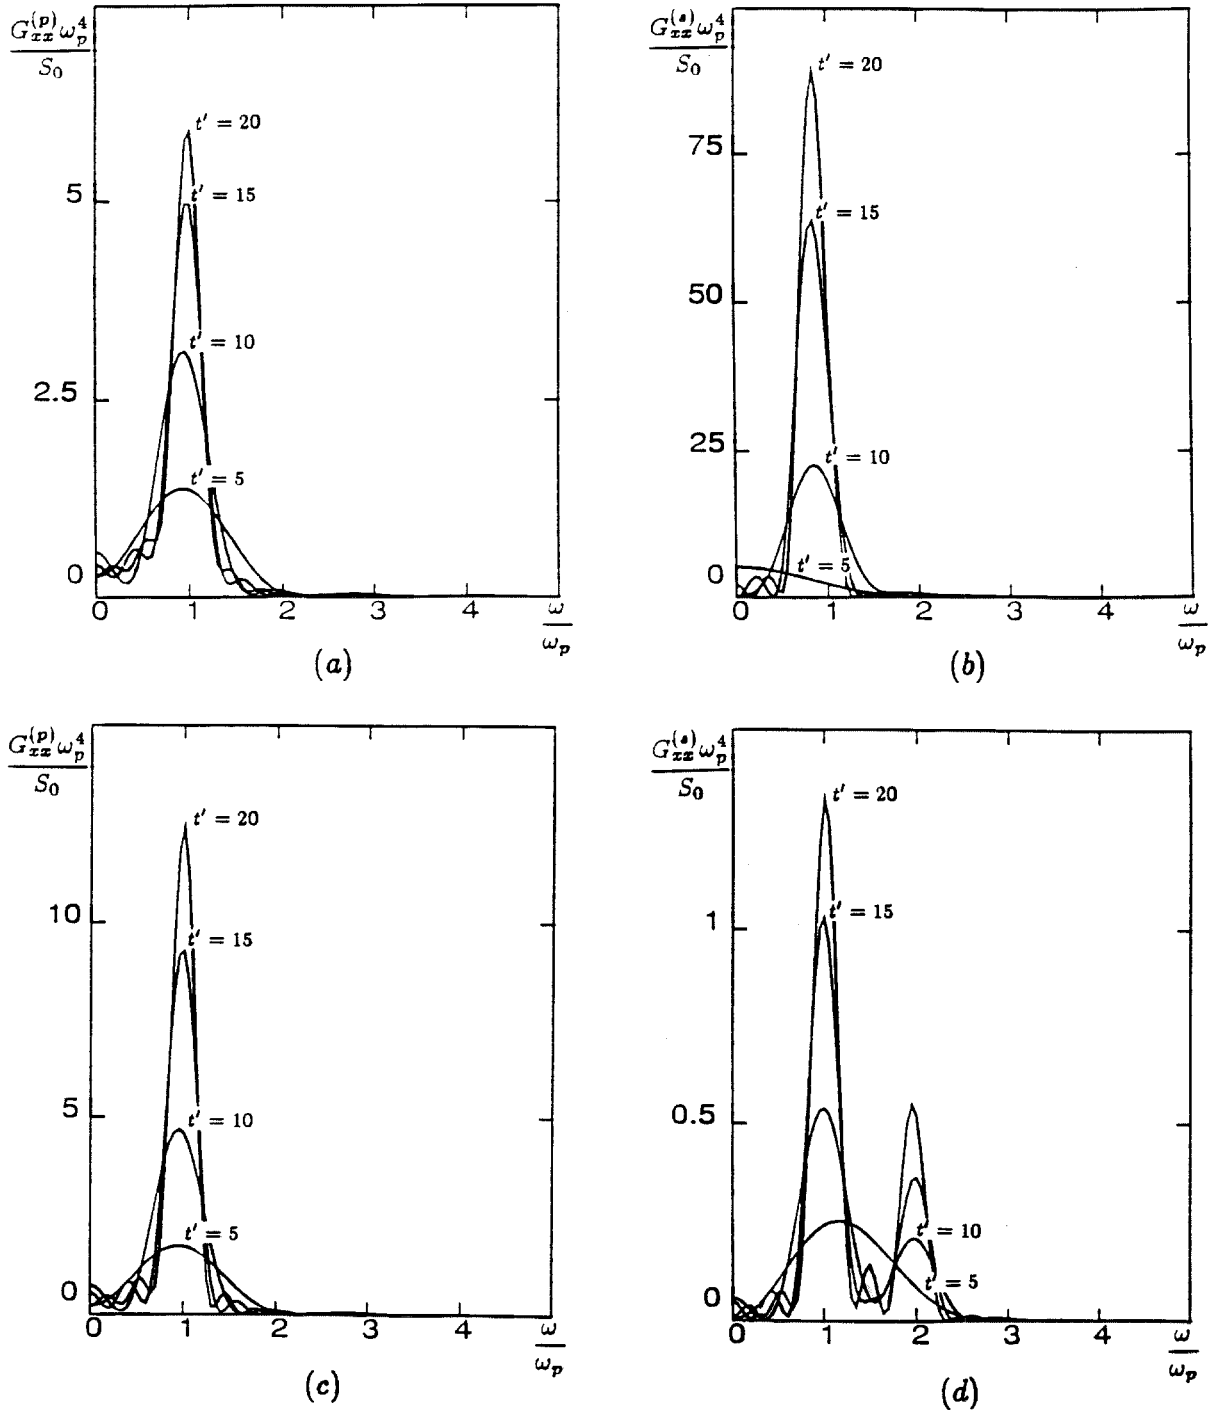 G_{xx}^{(p)} ω_p^4
S_0
t' = 20
t' = 15
5
t' = 10
2.5
t' = 5
0
0 1 2 3 4 ω/ω_p
(a)
G_{xx}^{(s)} ω_p^4
S_0
t' = 20
75
t' = 15
50
25
t' = 10
t' = 5
0
0 1 2 3 4 ω/ω_p
(b)
G_{xx}^{(p)} ω_p^4
S_0
t' = 20
10
t' = 15
5
t' = 10
t' = 5
0
0 1 2 3 4 ω/ω_p
(c)
G_{xx}^{(s)} ω_p^4
S_0
t' = 20
1
t' = 15
0.5
t' = 10
t' = 5
0
0 1 2 3 4 ω/ω_p
(d)